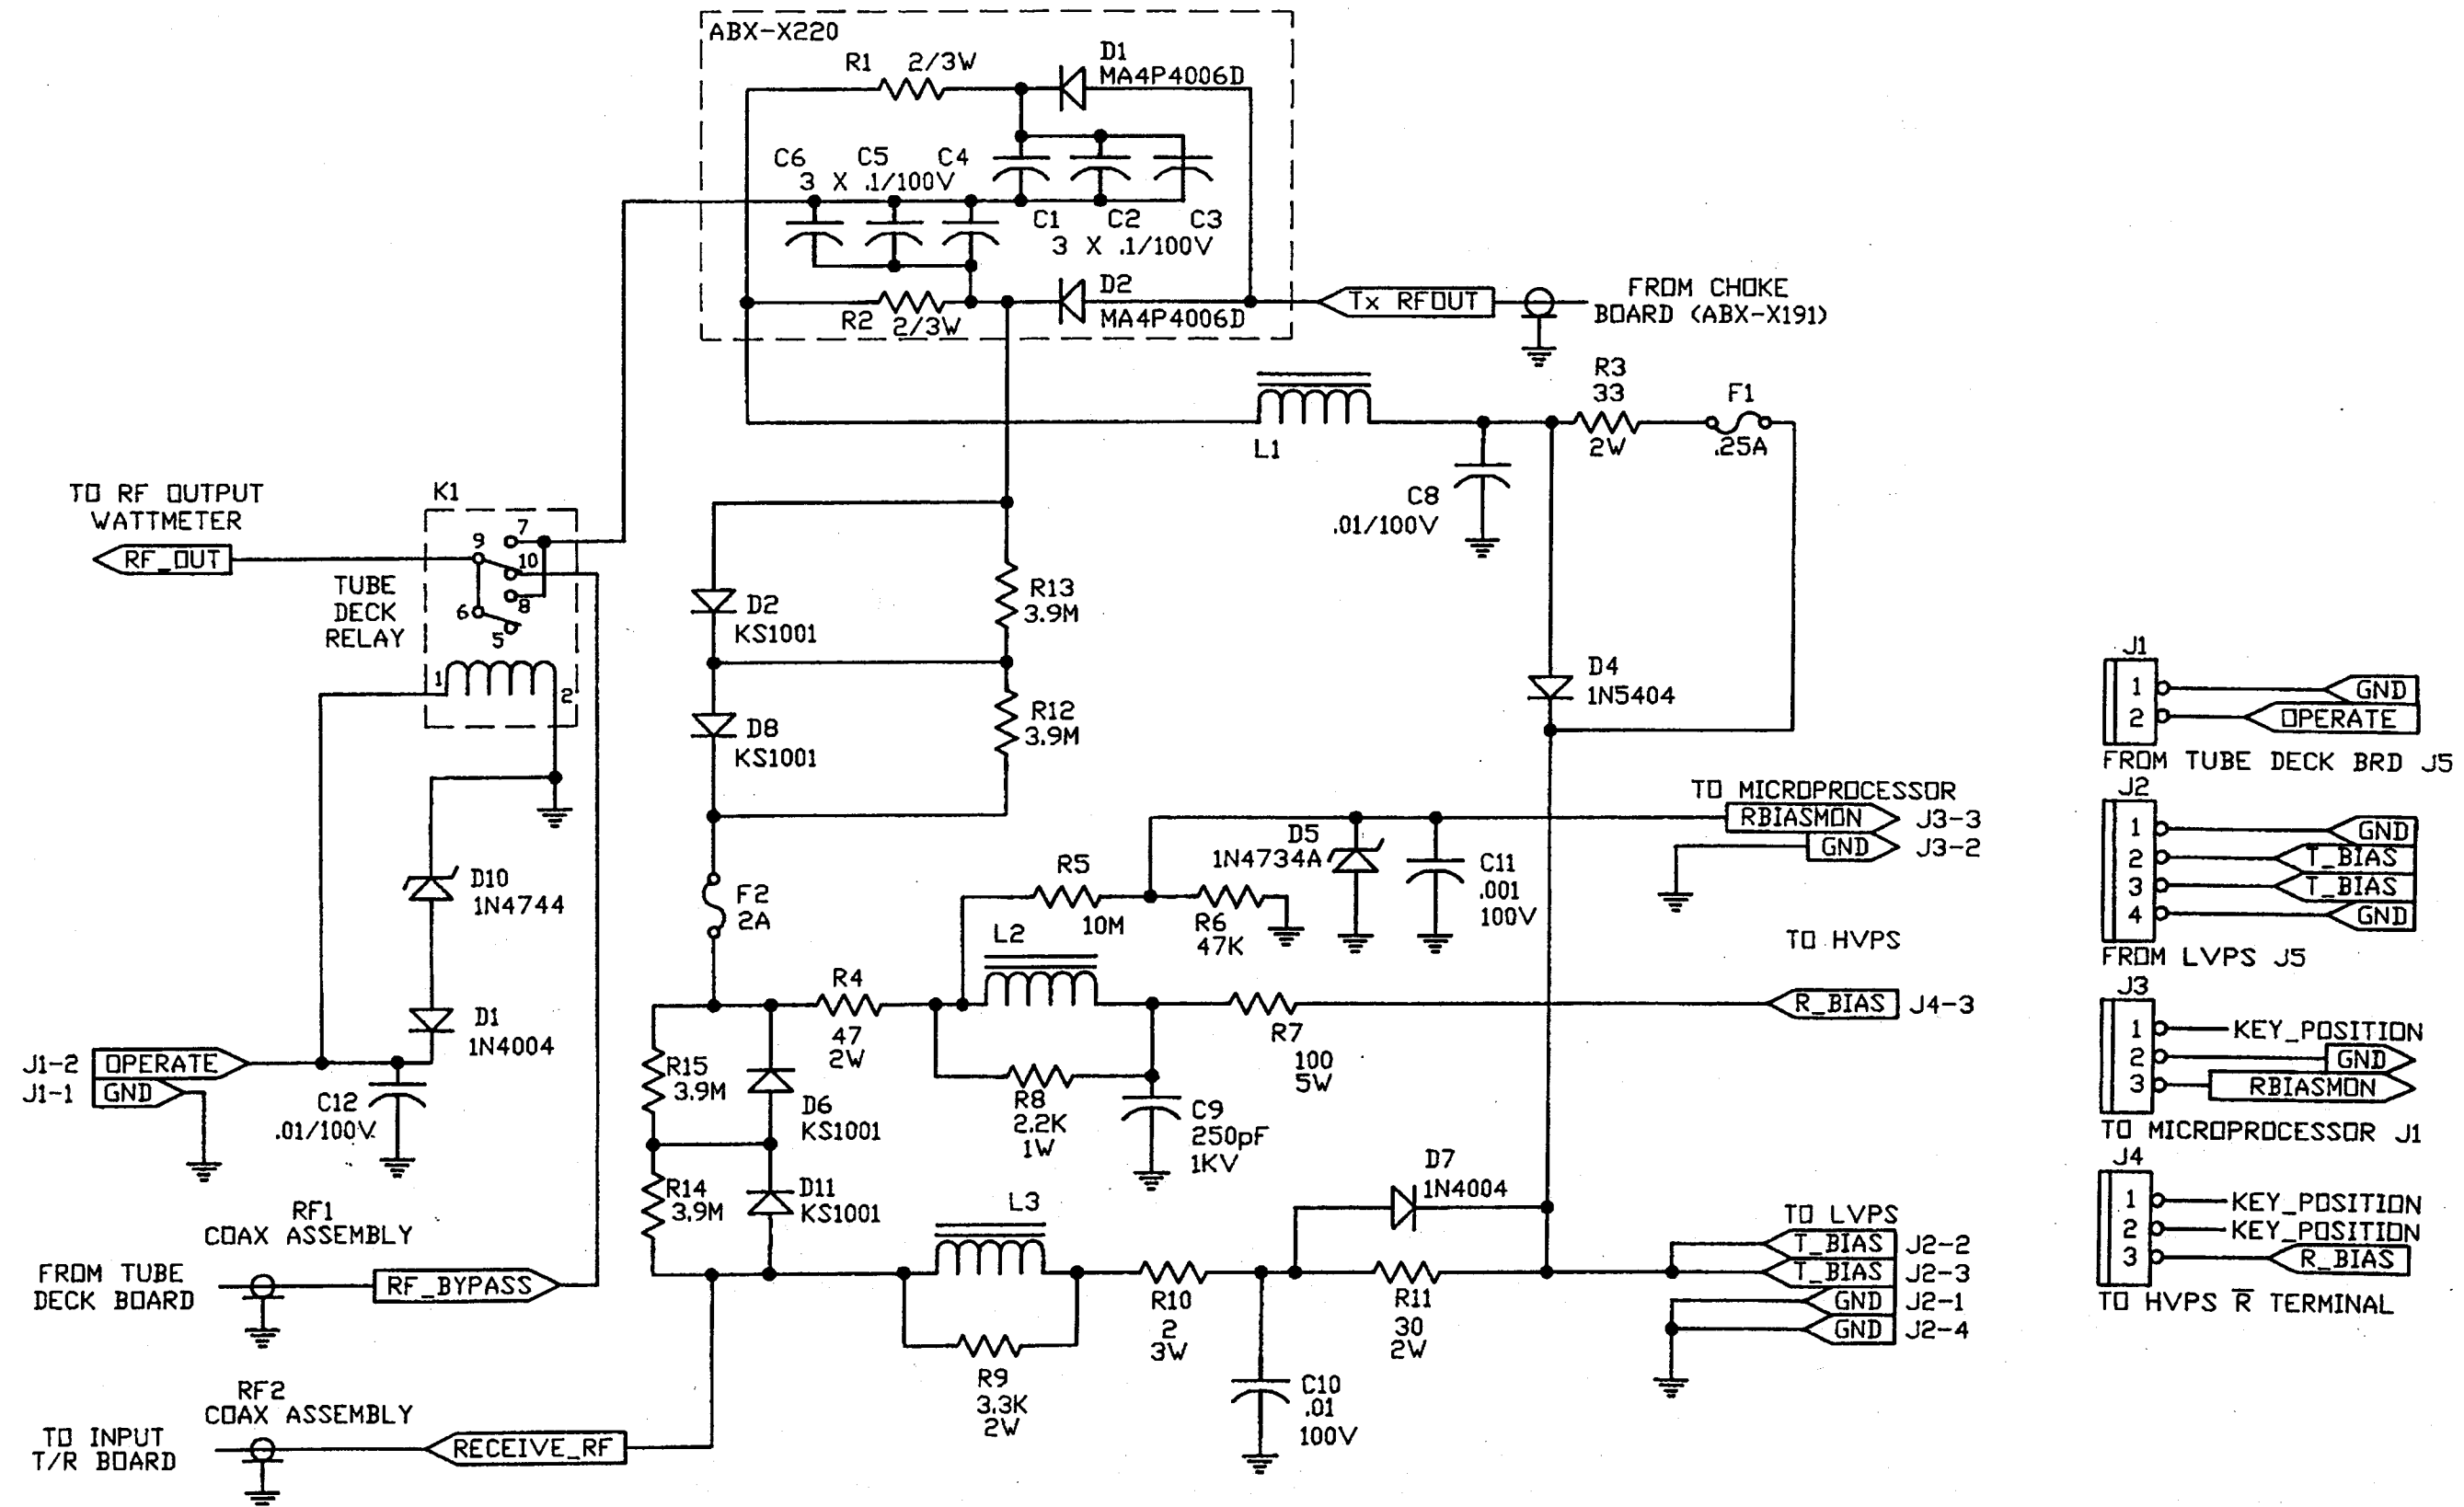 ABX-X220
R1 2/3W
D1
MA4P4006D
C6 C5 C4
3 X .1/100V
C1 C2 C3
3 X .1/100V
R2 2/3W
D2
MA4P4006D
Tx RFOUT
FROM CHOKE
BOARD (ABX-X191)
L1
C8
.01/100V
R3
33
2W
F1
.25A
TO RF OUTPUT
WATTMETER
RF_OUT
K1
7
9
10
8
6
5
1
2
TUBE
DECK
RELAY
D2
KS1001
R13
3.9M
D8
KS1001
R12
3.9M
D4
1N5404
D10
1N4744
D1
1N4004
J1-2 OPERATE
J1-1 GND
C12
.01/100V
F2
2A
R5
10M
R6
47K
D5
1N4734A
C11
.001
100V
TO MICROPROCESSOR
RBIASMON J3-3
GND J3-2
TO HVPS
R_BIAS J4-3
R4
47
2W
L2
R7
100
5W
R8
2.2K
1W
C9
250pF
1KV
R15
3.9M
D6
KS1001
R14
3.9M
D11
KS1001
L3
R9
3.3K
2W
R10
2
3W
C10
.01
100V
D7
1N4004
R11
30
2W
TO LVPS
T_BIAS J2-2
T_BIAS J2-3
GND J2-1
GND J2-4
RF1
COAX ASSEMBLY
FROM TUBE
DECK BOARD
RF_BYPASS
RF2
COAX ASSEMBLY
TO INPUT
T/R BOARD
RECEIVE_RF
J1
1 GND
2 OPERATE
FROM TUBE DECK BRD J5
J2
1 GND
2 T_BIAS
3 T_BIAS
4 GND
FROM LVPS J5
J3
1 KEY_POSITION
2 GND
3 RBIASMON
TO MICROPROCESSOR J1
J4
1 KEY_POSITION
2 KEY_POSITION
3 R_BIAS
TO HVPS R̅ TERMINAL